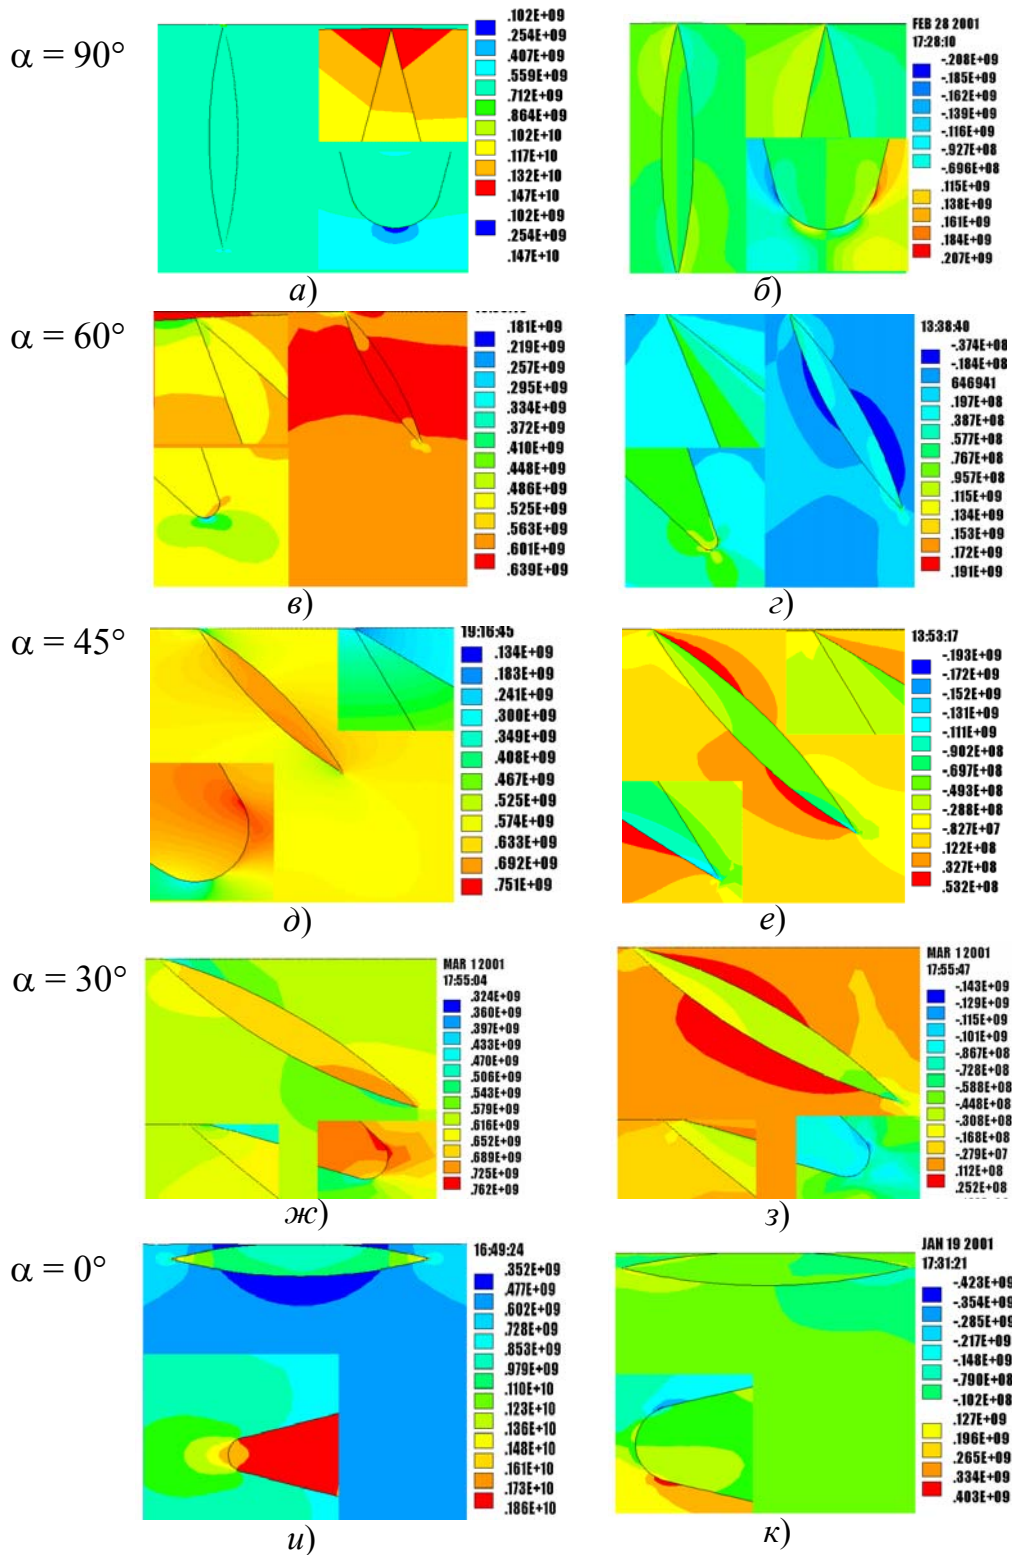 α = 90°
.102E+09
.254E+09
.407E+09
.559E+09
.712E+09
.864E+09
.102E+10
.117E+10
.132E+10
.147E+10
.102E+09
.254E+09
.147E+10
а)
FEB 28 2001
17:28:10
-.208E+09
-.185E+09
-.162E+09
-.139E+09
-.116E+09
-.927E+08
-.696E+08
.115E+09
.138E+09
.161E+09
.184E+09
.207E+09
б)
α = 60°
.181E+09
.219E+09
.257E+09
.295E+09
.334E+09
.372E+09
.410E+09
.448E+09
.486E+09
.525E+09
.563E+09
.601E+09
.639E+09
в)
13:38:40
-.374E+08
-.184E+08
646941
.197E+08
.387E+08
.577E+08
.767E+08
.957E+08
.115E+09
.134E+09
.153E+09
.172E+09
.191E+09
г)
α = 45°
19:16:45
.134E+09
.183E+09
.241E+09
.300E+09
.349E+09
.408E+09
.467E+09
.525E+09
.574E+09
.633E+09
.692E+09
.751E+09
д)
13:53:17
-.193E+09
-.172E+09
-.152E+09
-.131E+09
-.111E+09
-.902E+08
-.697E+08
-.493E+08
-.288E+08
-.827E+07
.122E+08
.327E+08
.532E+08
е)
α = 30°
MAR 1 2001
17:55:04
.324E+09
.360E+09
.397E+09
.433E+09
.470E+09
.506E+09
.543E+09
.579E+09
.616E+09
.652E+09
.689E+09
.725E+09
.762E+09
ж)
MAR 1 2001
17:55:47
-.143E+09
-.129E+09
-.115E+09
-.101E+09
-.867E+08
-.728E+08
-.588E+08
-.448E+08
-.308E+08
-.168E+08
-.279E+07
.112E+08
.252E+08
з)
α = 0°
16:49:24
.352E+09
.477E+09
.602E+09
.728E+09
.853E+09
.979E+09
.110E+10
.123E+10
.136E+10
.148E+10
.161E+10
.173E+10
.186E+10
и)
JAN 19 2001
17:31:21
-.423E+09
-.354E+09
-.285E+09
-.217E+09
-.148E+09
-.790E+08
-.102E+08
.127E+09
.196E+09
.265E+09
.334E+09
.403E+09
к)